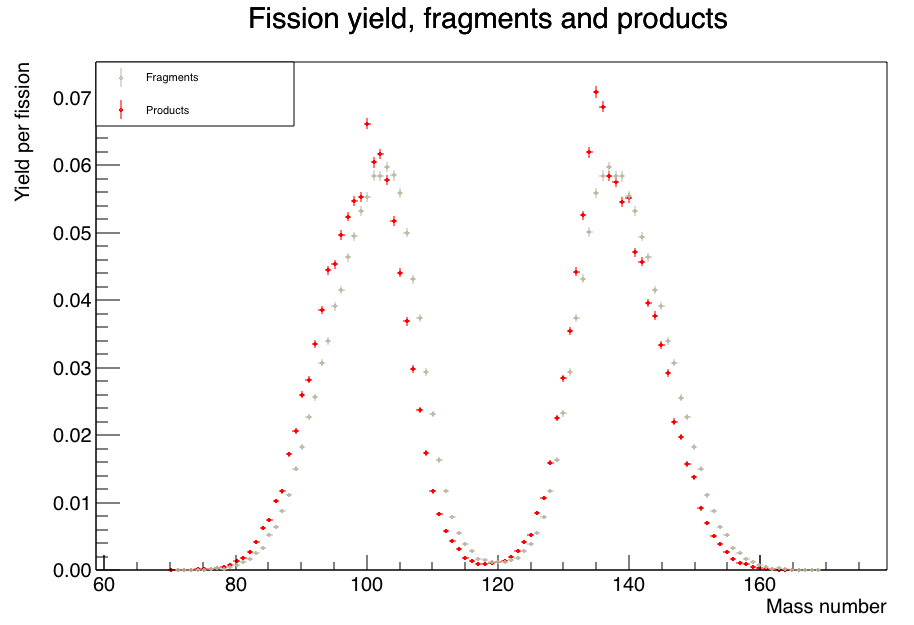 Fission yield, fragments and products
Yield per fission
Fragments
Products
0.07
0.06
0.05
0.04
0.03
0.02
0.01
0.00
60 80 100 120 140 160
Mass number